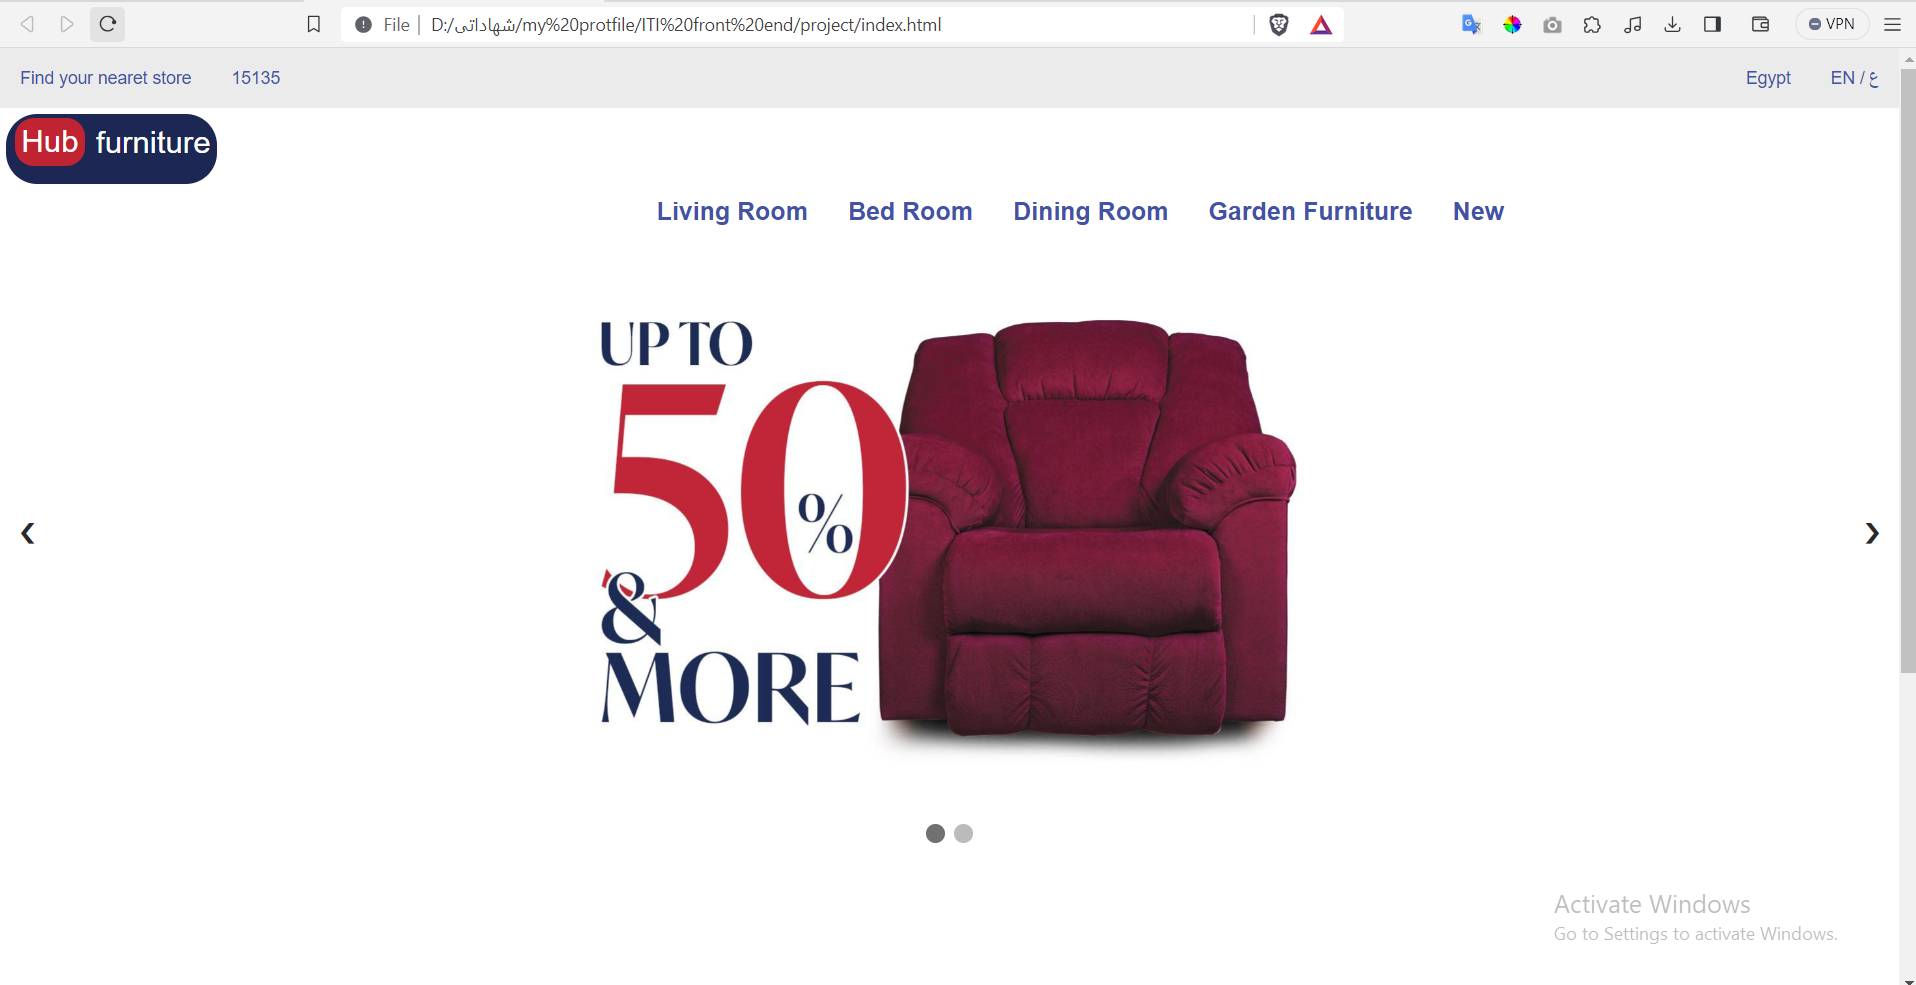 File | D:/شهاداتى/my%20protfile/ITI%20front%20end/project/index.html
VPN
Find your nearet store 15135 Egypt EN / ع
Hub furniture
Living Room Bed Room Dining Room Garden Furniture New
UP TO
50%
&
MORE
❮ ❯
Activate Windows
Go to Settings to activate Windows.